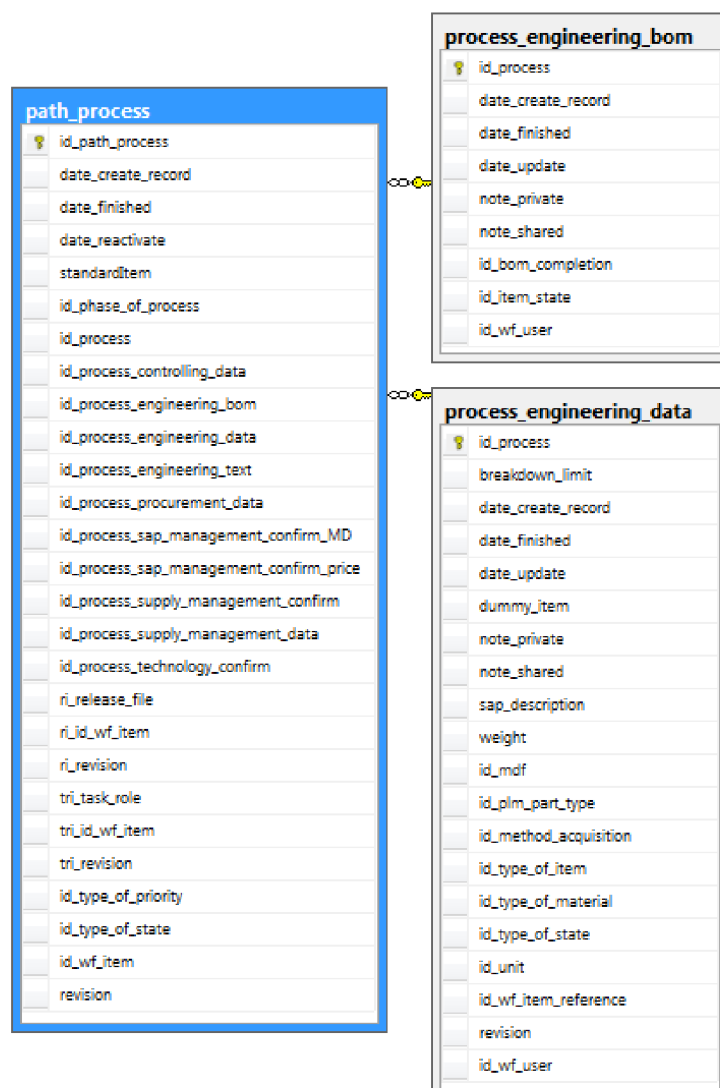 path_process
id_path_process
date_create_record
date_finished
date_reactivate
standardItem
id_phase_of_process
id_process
id_process_controlling_data
id_process_engineering_bom
id_process_engineering_data
id_process_engineering_text
id_process_procurement_data
id_process_sap_management_confirm_MD
id_process_sap_management_confirm_price
id_process_supply_management_confirm
id_process_supply_management_data
id_process_technology_confirm
ri_release_file
ri_id_wf_item
ri_revision
tri_task_role
tri_id_wf_item
tri_revision
id_type_of_priority
id_type_of_state
id_wf_item
revision
process_engineering_bom
id_process
date_create_record
date_finished
date_update
note_private
note_shared
id_bom_completion
id_item_state
id_wf_user
process_engineering_data
id_process
breakdown_limit
date_create_record
date_finished
date_update
dummy_item
note_private
note_shared
sap_description
weight
id_mdf
id_plm_part_type
id_method_acquisition
id_type_of_item
id_type_of_material
id_type_of_state
id_unit
id_wf_item_reference
revision
id_wf_user